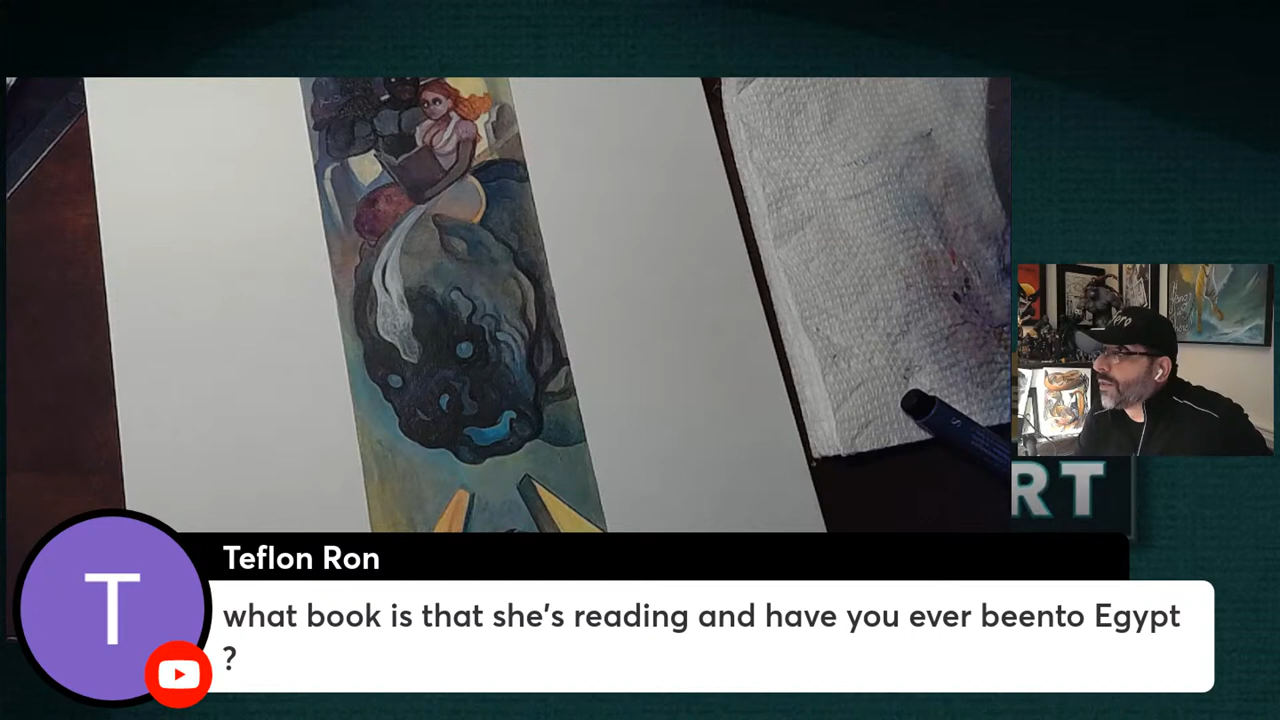 RT
Teflon Ron
T
what book is that she's reading and have you ever beento Egypt
?